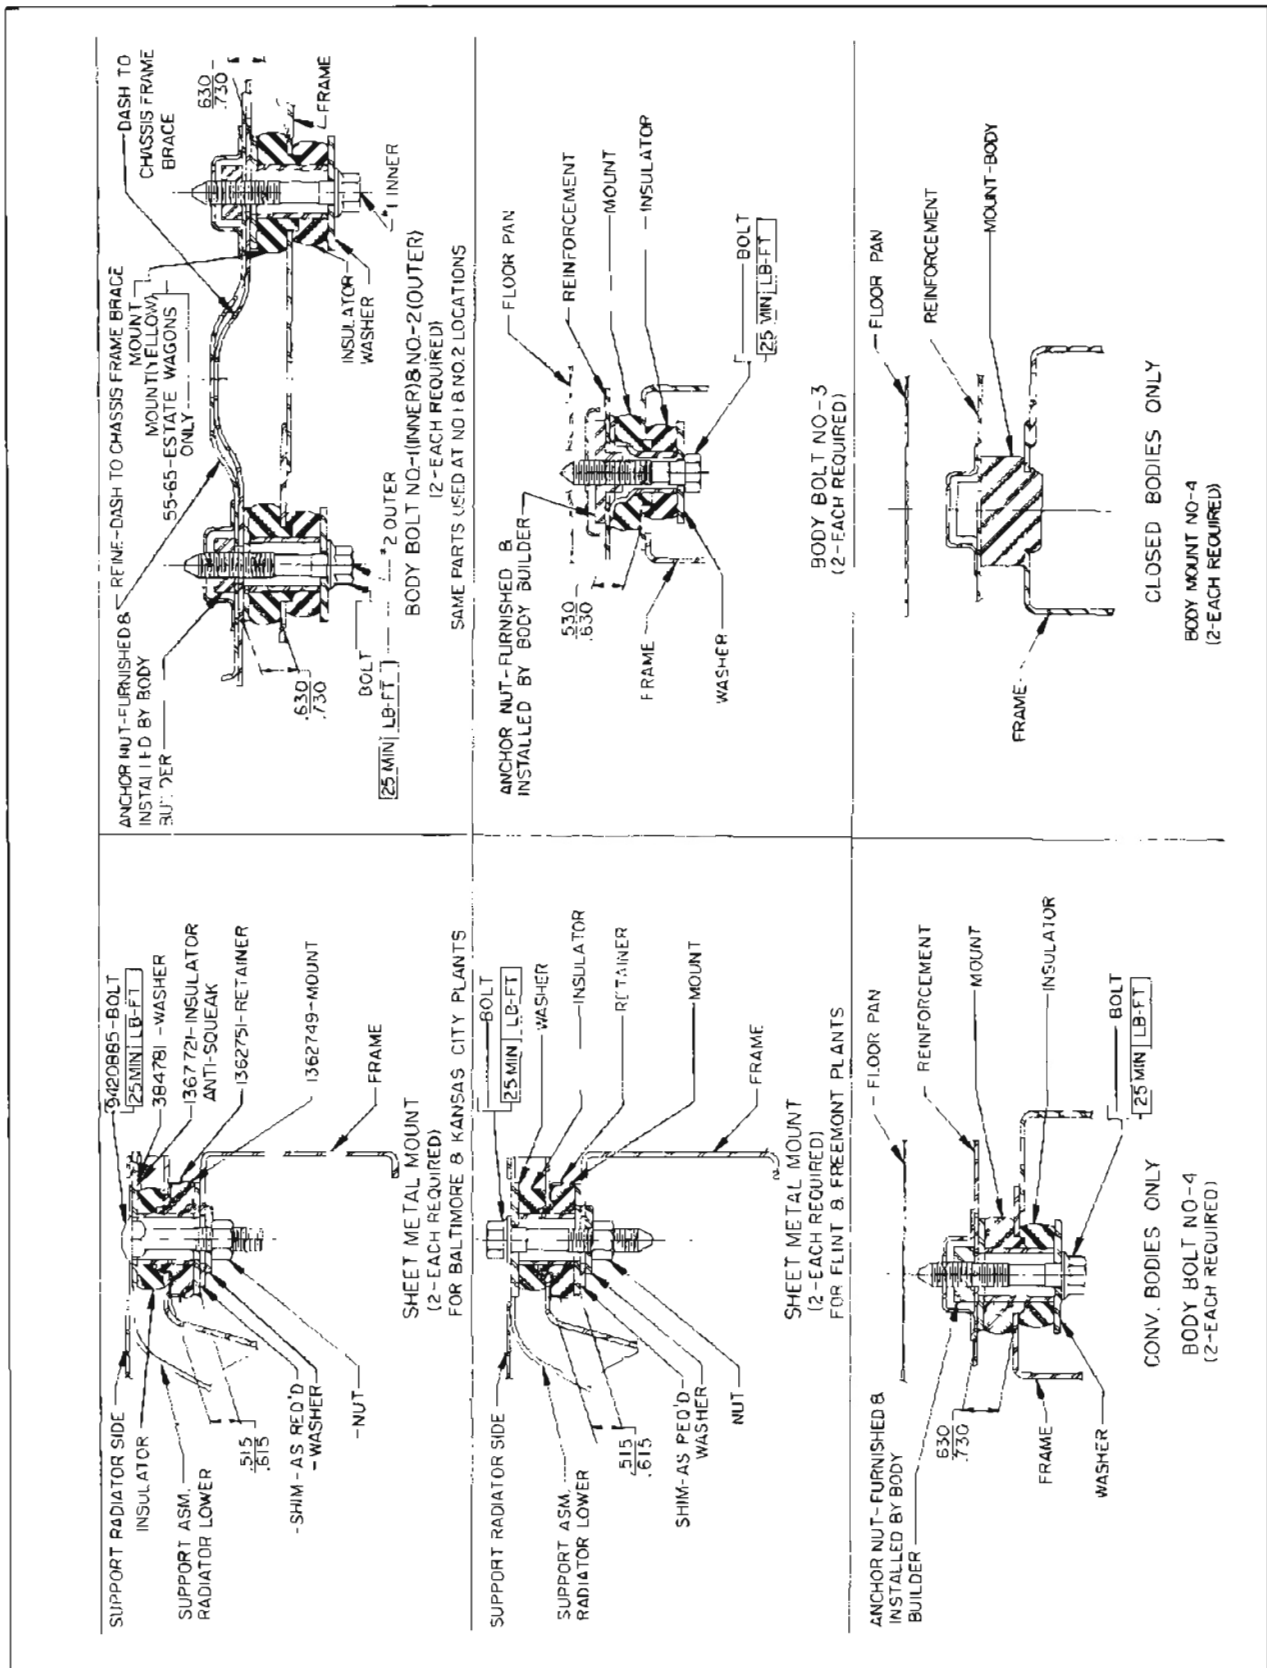 SUPPORT RADIATOR SIDE
INSULATOR
SUPPORT ASM.
RADIATOR LOWER
.515
.615
-SHIM-AS REQ'D
-WASHER
-NUT
9420885-BOLT
25 MIN LB-FT
384781-WASHER
1367721-INSULATOR
ANTI-SQUEAK
1362751-RETAINER
1362749-MOUNT
FRAME
SHEET METAL MOUNT
(2-EACH REQUIRED)
FOR BALTIMORE & KANSAS CITY PLANTS
ANCHOR NUT-FURNISHED &
INSTALLED BY BODY
BUILDER
REINF.-DASH TO CHASSIS FRAME BRACE
MOUNT
MOUNT(YELLOW)
55-65-ESTATE WAGONS
ONLY
DASH TO
CHASSIS FRAME
BRACE
.630
.730
630
.730
FRAME
#1 INNER
INSULATOR
WASHER
#2 OUTER
BOLT
25 MIN LB-FT
BODY BOLT NO.-1(INNER)&NO.-2(OUTER)
(2-EACH REQUIRED)
SAME PARTS USED AT NO 1 & NO.2 LOCATIONS
SUPPORT RADIATOR SIDE
SUPPORT ASM.
RADIATOR LOWER
.515
.615
SHIM-AS REQ'D
WASHER
NUT
BOLT
25 MIN LB-FT
WASHER
INSULATOR
RETAINER
MOUNT
FRAME
SHEET METAL MOUNT
(2-EACH REQUIRED)
FOR FLINT & FREEMONT PLANTS
ANCHOR NUT-FURNISHED &
INSTALLED BY BODY BUILDER
.530
.630
FRAME
WASHER
FLOOR PAN
REINFORCEMENT
MOUNT
INSULATOR
BOLT
25 MIN LB-FT
BODY BOLT NO-3
(2-EACH REQUIRED)
ANCHOR NUT-FURNISHED &
INSTALLED BY BODY
BUILDER
630
.730
FRAME
WASHER
FLOOR PAN
REINFORCEMENT
MOUNT
INSULATOR
BOLT
25 MIN LB-FT
CONV. BODIES ONLY
BODY BOLT NO-4
(2-EACH REQUIRED)
FRAME
FLOOR PAN
REINFORCEMENT
MOUNT-BODY
CLOSED BODIES ONLY
BODY MOUNT NO-4
(2-EACH REQUIRED)